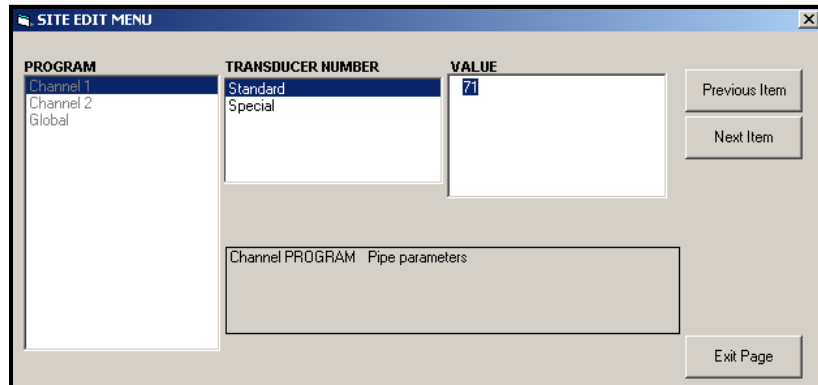 SITE EDIT MENU
PROGRAM
Channel 1
Channel 2
Global
TRANSDUCER NUMBER
Standard
Special
VALUE
71
Previous Item
Next Item
Channel PROGRAM Pipe parameters
Exit Page